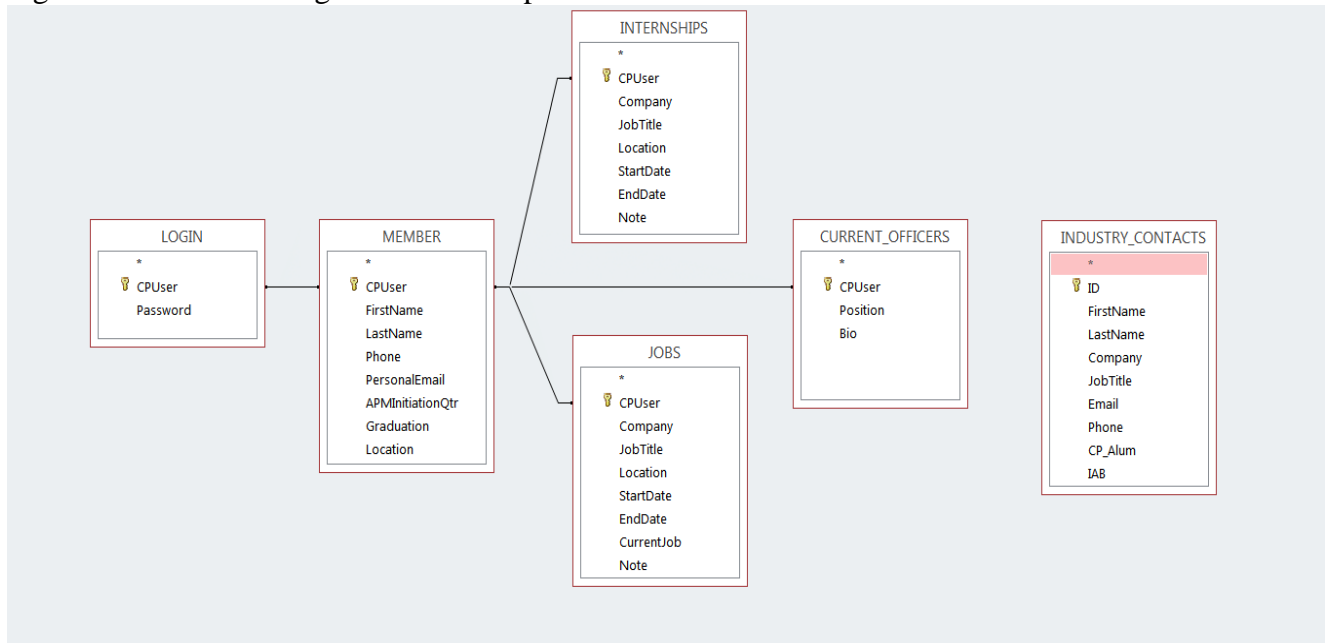 INTERNSHIPS
*
CPUser
Company
JobTitle
Location
StartDate
EndDate
Note
LOGIN
*
CPUser
Password
MEMBER
*
CPUser
FirstName
LastName
Phone
PersonalEmail
APMInitiationQtr
Graduation
Location
JOBS
*
CPUser
Company
JobTitle
Location
StartDate
EndDate
CurrentJob
Note
CURRENT_OFFICERS
*
CPUser
Position
Bio
INDUSTRY_CONTACTS
*
ID
FirstName
LastName
Company
JobTitle
Email
Phone
CP_Alum
IAB